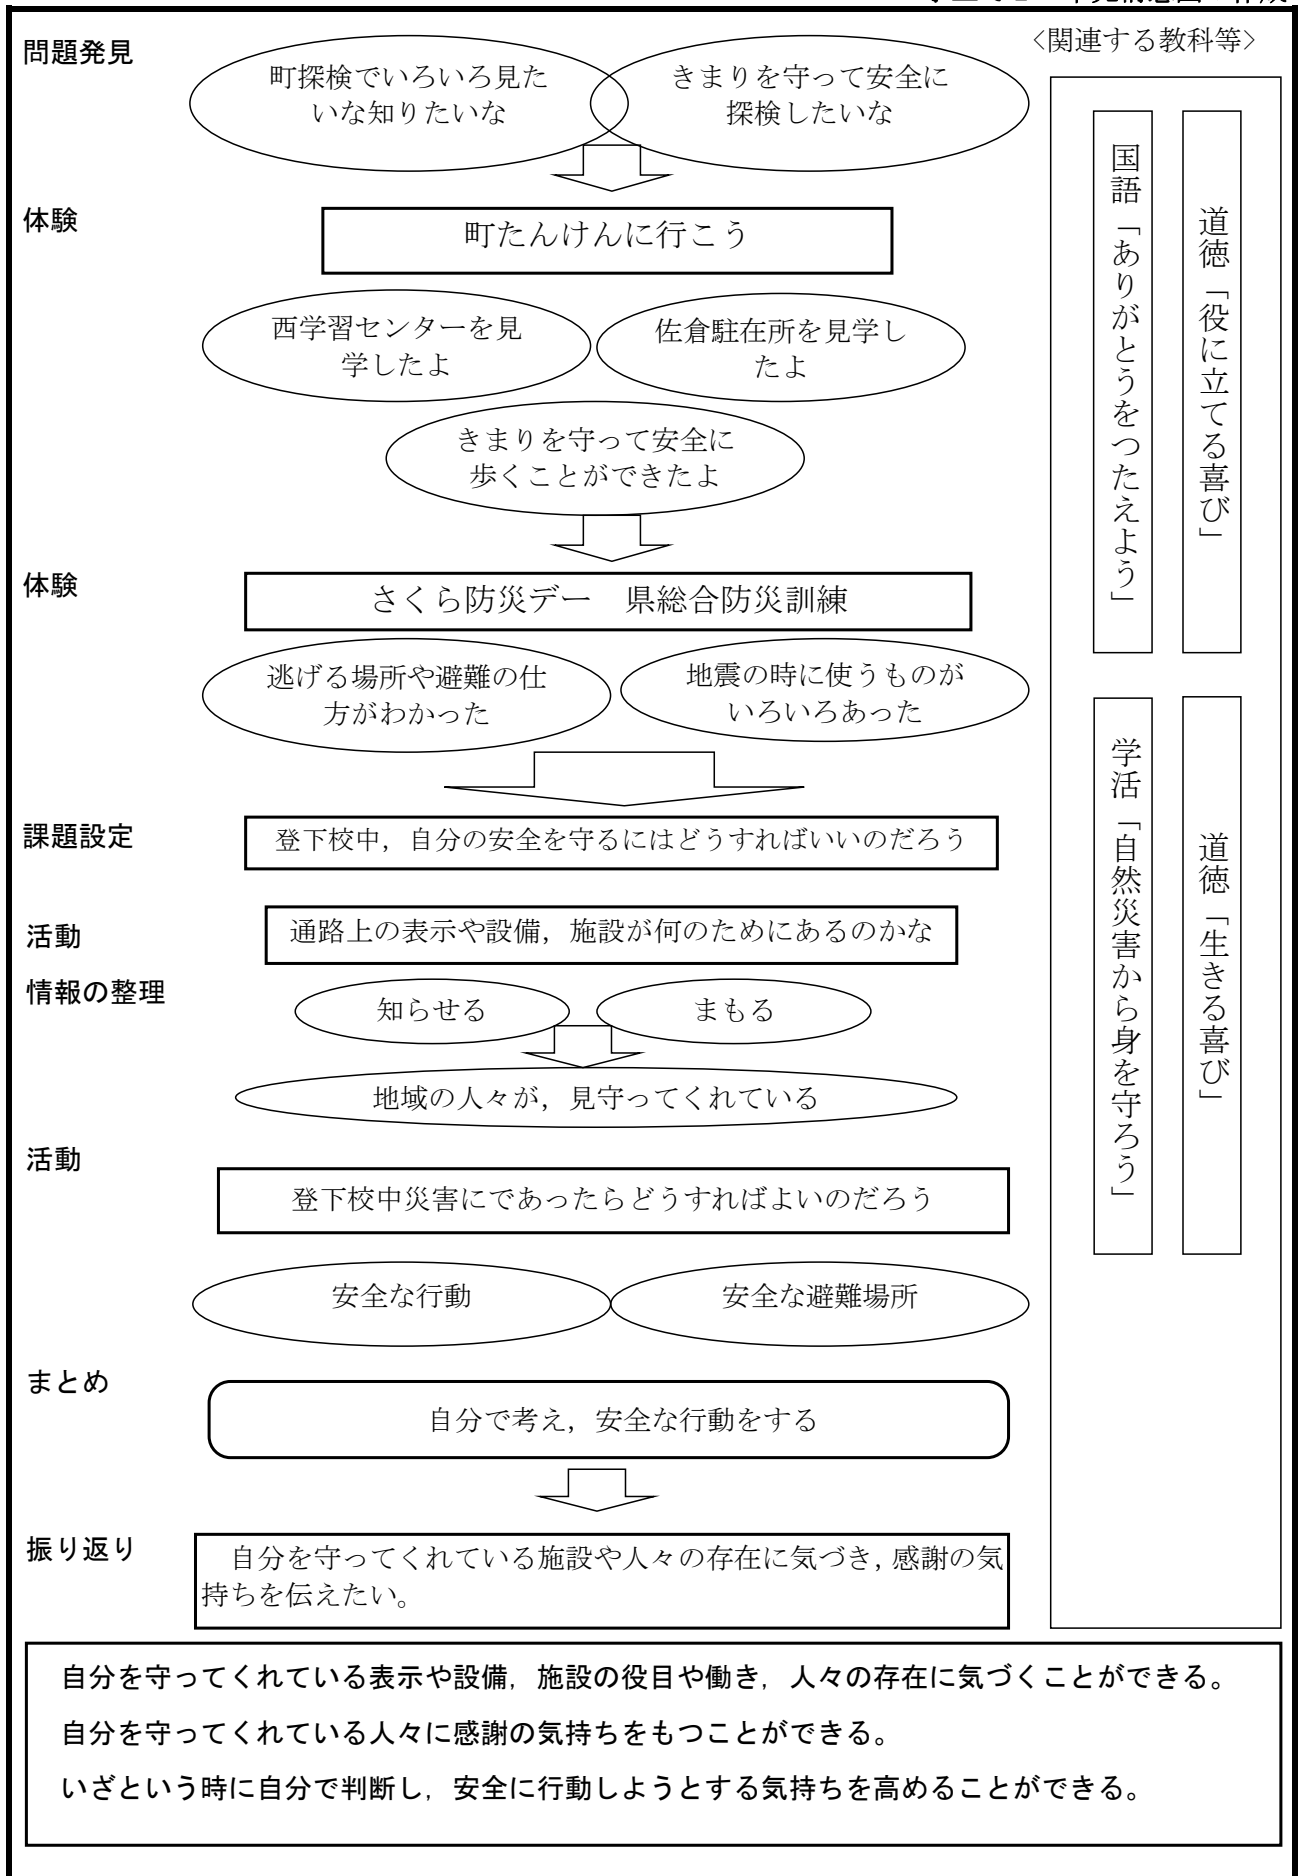 <関連する教科等>
問題発見
町探検でいろいろ見た
いな知りたいな
きまりを守って安全に
探検したいな
体験
町たんけんに行こう
西学習センターを見
学したよ
佐倉駐在所を見学し
たよ
きまりを守って安全に
歩くことができたよ
体験
さくら防災デー　県総合防災訓練
逃げる場所や避難の仕
方がわかった
地震の時に使うものが
いろいろあった
課題設定
登下校中，自分の安全を守るにはどうすればいいのだろう
活動
通路上の表示や設備，施設が何のためにあるのかな
情報の整理
知らせる
まもる
地域の人々が，見守ってくれている
活動
登下校中災害にであったらどうすればよいのだろう
安全な行動
安全な避難場所
まとめ
自分で考え，安全な行動をする
振り返り
自分を守ってくれている施設や人々の存在に気づき，感謝の気
持ちを伝えたい。
道徳「役に立てる喜び」
国語「ありがとうをつたえよう」
道徳「生きる喜び」
学活「自然災害から身を守ろう」
自分を守ってくれている表示や設備，施設の役目や働き，人々の存在に気づくことができる。
自分を守ってくれている人々に感謝の気持ちをもつことができる。
いざという時に自分で判断し，安全に行動しようとする気持ちを高めることができる。